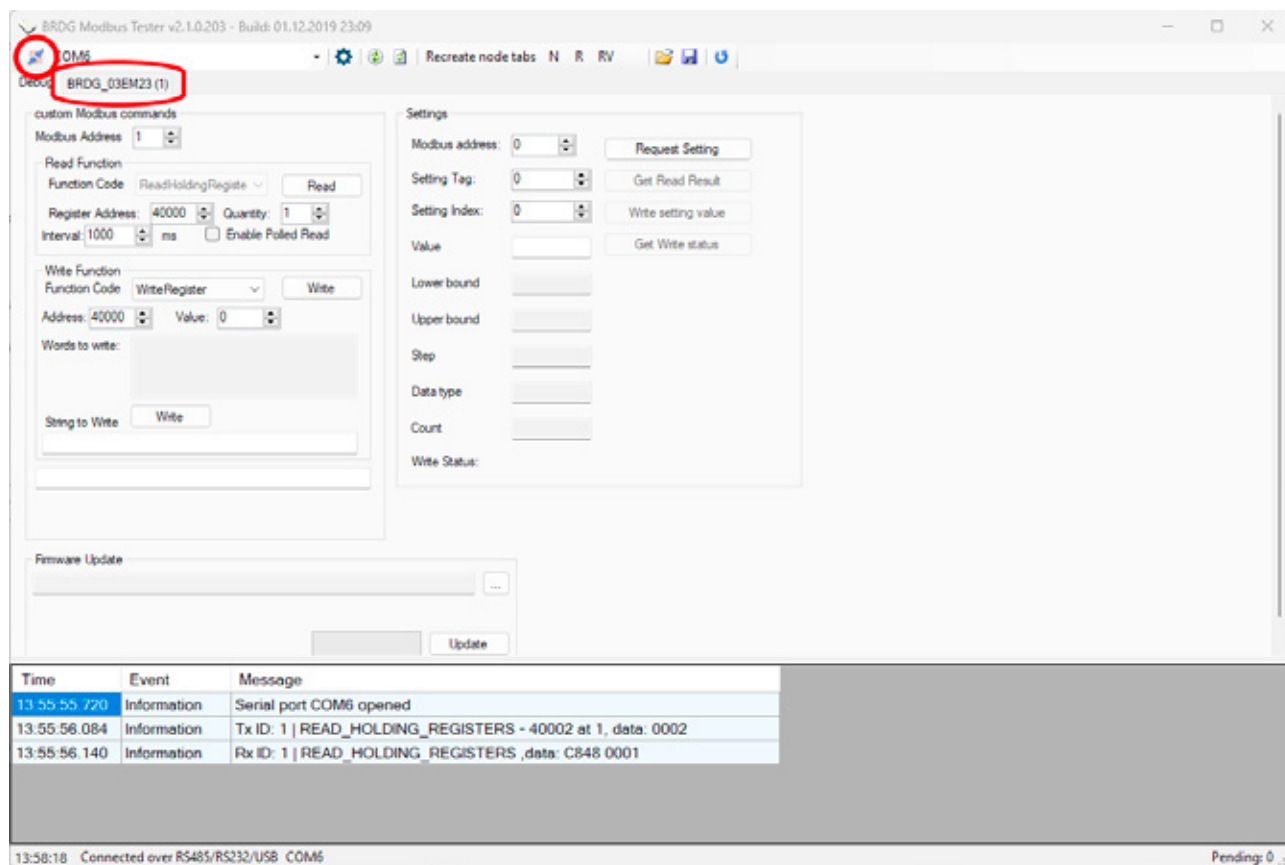 BRDG Modbus Tester v2.1.0.203 - Build: 01.12.2019 23:09
COM6 Recreate node tabs N R RV
Debug BRDG_03EM23 (1)
custom Modbus commands
Modbus Address 1
Read Function
Function Code ReadHoldingRegiste Read
Register Address: 40000 Quantity: 1
Interval: 1000 ms Enable Polled Read
Write Function
Function Code WriteRegister Write
Address: 40000 Value: 0
Words to write:
String to Write Write
Settings
Modbus address: 0 Request Setting
Setting Tag: 0 Get Read Result
Setting Index: 0 Write setting value
Value Get Write status
Lower bound
Upper bound
Step
Data type
Count
Write Status:
Firmware Update
...
Update
Time Event Message
13:55:55.720 Information Serial port COM6 opened
13:55:56.084 Information Tx ID: 1 | READ_HOLDING_REGISTERS - 40002 at 1, data: 0002
13:55:56.140 Information Rx ID: 1 | READ_HOLDING_REGISTERS ,data: C848 0001
13:58:18 Connected over RS485/RS232/USB COM6 Pending: 0